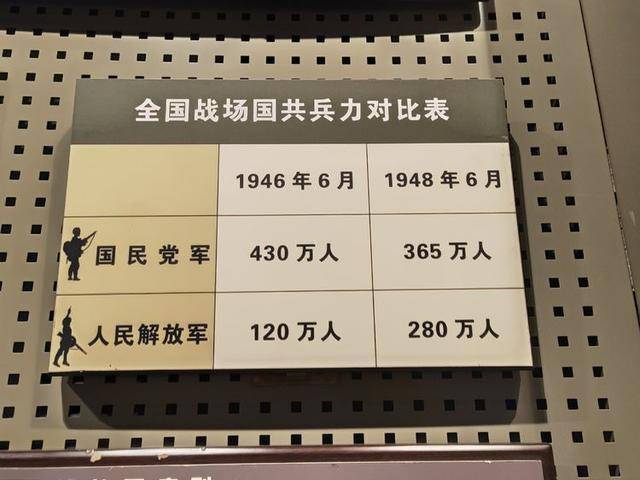 全国战场国共兵力对比表
1946年6月 1948年6月
国民党军 430万人 365万人
人民解放军 120万人 280万人